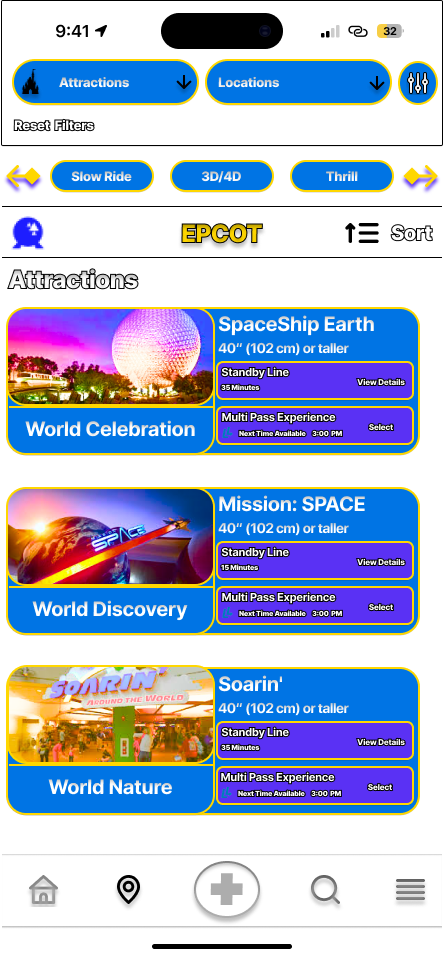 9:41 32
Attractions Locations
Reset Filters
Slow Ride 3D/4D Thrill
EPCOT Sort
Attractions
SpaceShip Earth
40“ (102 cm) or taller
Standby Line
35 Minutes View Details
World Celebration
Multi Pass Experience
Next Time Available 3:00 PM Select
Mission: SPACE
40“ (102 cm) or taller
SPACE
Standby Line
15 Minutes View Details
World Discovery
Multi Pass Experience
Next Time Available 3:00 PM Select
Soarin'
40“ (102 cm) or taller
SOARIN'
AROUND THE WORLD
Standby Line
35 Minutes View Details
World Nature
Multi Pass Experience
Next Time Available 3:00 PM Select